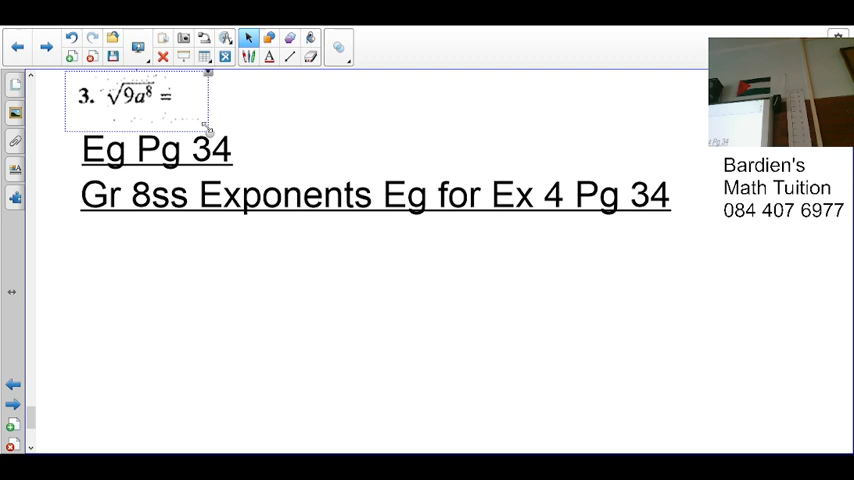 3. √9a⁸ =
Eg Pg 34
Gr 8ss Exponents Eg for Ex 4 Pg 34
Bardien's
Math Tuition
084 407 6977